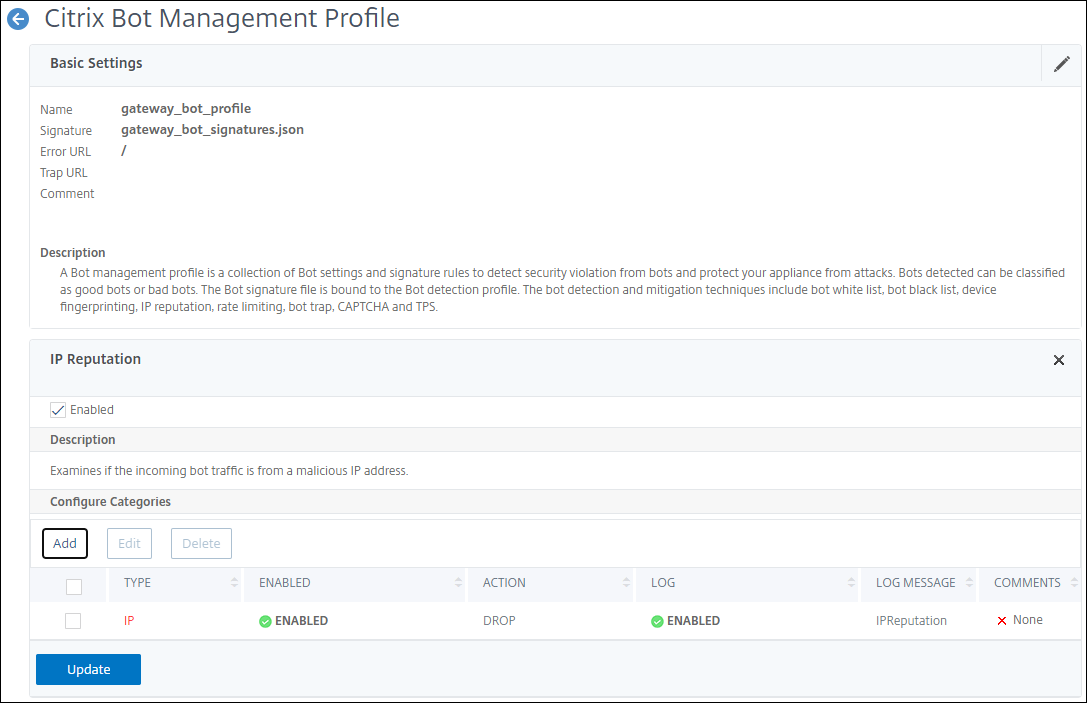 Citrix Bot Management Profile
Basic Settings
Name gateway_bot_profile
Signature gateway_bot_signatures.json
Error URL /
Trap URL
Comment
Description
A Bot management profile is a collection of Bot settings and signature rules to detect security violation from bots and protect your appliance from attacks. Bots detected can be classified
as good bots or bad bots. The Bot signature file is bound to the Bot detection profile. The bot detection and mitigation techniques include bot white list, bot black list, device
fingerprinting, IP reputation, rate limiting, bot trap, CAPTCHA and TPS.
IP Reputation
Enabled
Description
Examines if the incoming bot traffic is from a malicious IP address.
Configure Categories
Add Edit Delete
TYPE ENABLED ACTION LOG LOG MESSAGE COMMENTS
IP ENABLED DROP ENABLED IPReputation None
Update